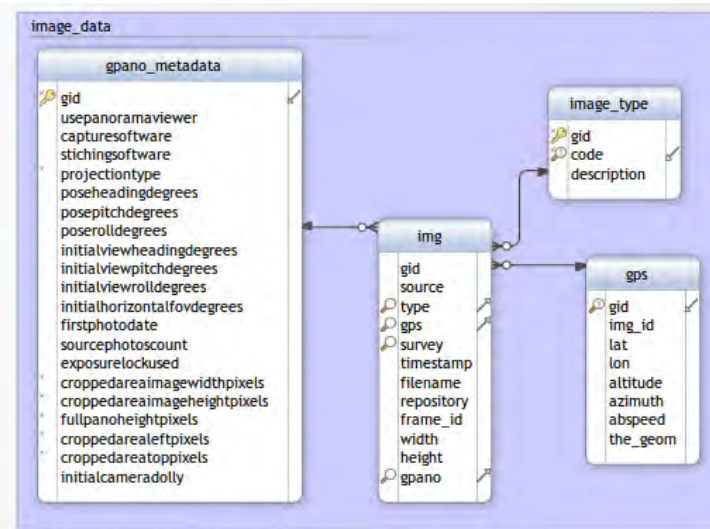 image_data
gpano_metadata
gid
usepanoramaviewer
capturesoftware
stichingsoftware
projectiontype
poseheadingdegrees
posepitchdegrees
poserolldegrees
initialviewheadingdegrees
initialviewpitchdegrees
initialviewrolldegrees
initialhorizontalfovdegrees
firstphotodate
sourcephotoscount
exposurelockused
croppedareaimagewidthpixels
croppedareaimageheightpixels
fullpanoheightpixels
croppedarealeftpixels
croppedareatoppixels
initialcameradolly
img
gid
source
type
gps
survey
timestamp
filename
repository
frame_id
width
height
gpano
image_type
gid
code
description
gps
gid
img_id
lat
lon
altitude
azimuth
abspeed
the_geom